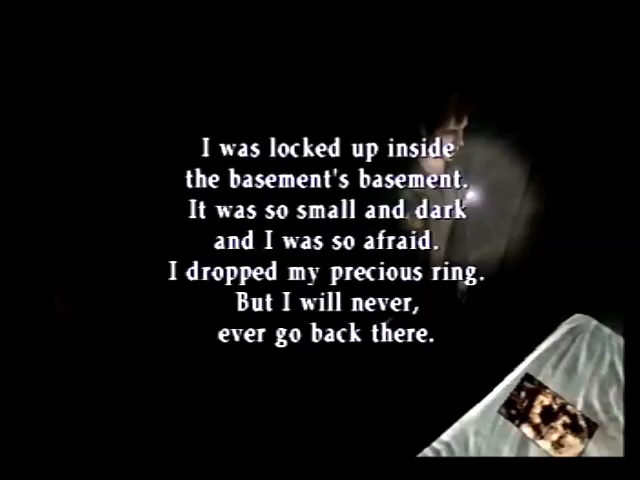 I was locked up inside
the basement's basement.
It was so small and dark
and I was so afraid.
I dropped my precious ring.
But I will never,
ever go back there.